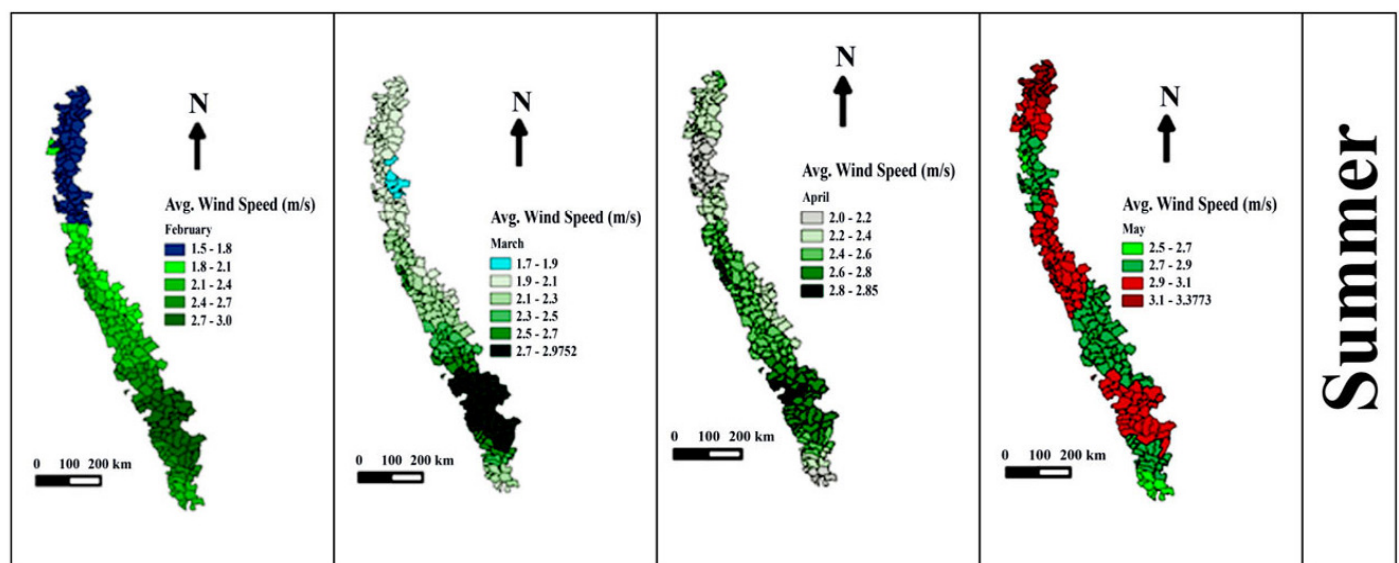 N
Avg. Wind Speed (m/s)
February
1.5 - 1.8
1.8 - 2.1
2.1 - 2.4
2.4 - 2.7
2.7 - 3.0
0 100 200 km
N
Avg. Wind Speed (m/s)
March
1.7 - 1.9
1.9 - 2.1
2.1 - 2.3
2.3 - 2.5
2.5 - 2.7
2.7 - 2.9752
0 100 200 km
N
Avg. Wind Speed (m/s)
April
2.0 - 2.2
2.2 - 2.4
2.4 - 2.6
2.6 - 2.8
2.8 - 2.85
0 100 200 km
N
Avg. Wind Speed (m/s)
May
2.5 - 2.7
2.7 - 2.9
2.9 - 3.1
3.1 - 3.3773
0 100 200 km
Summer